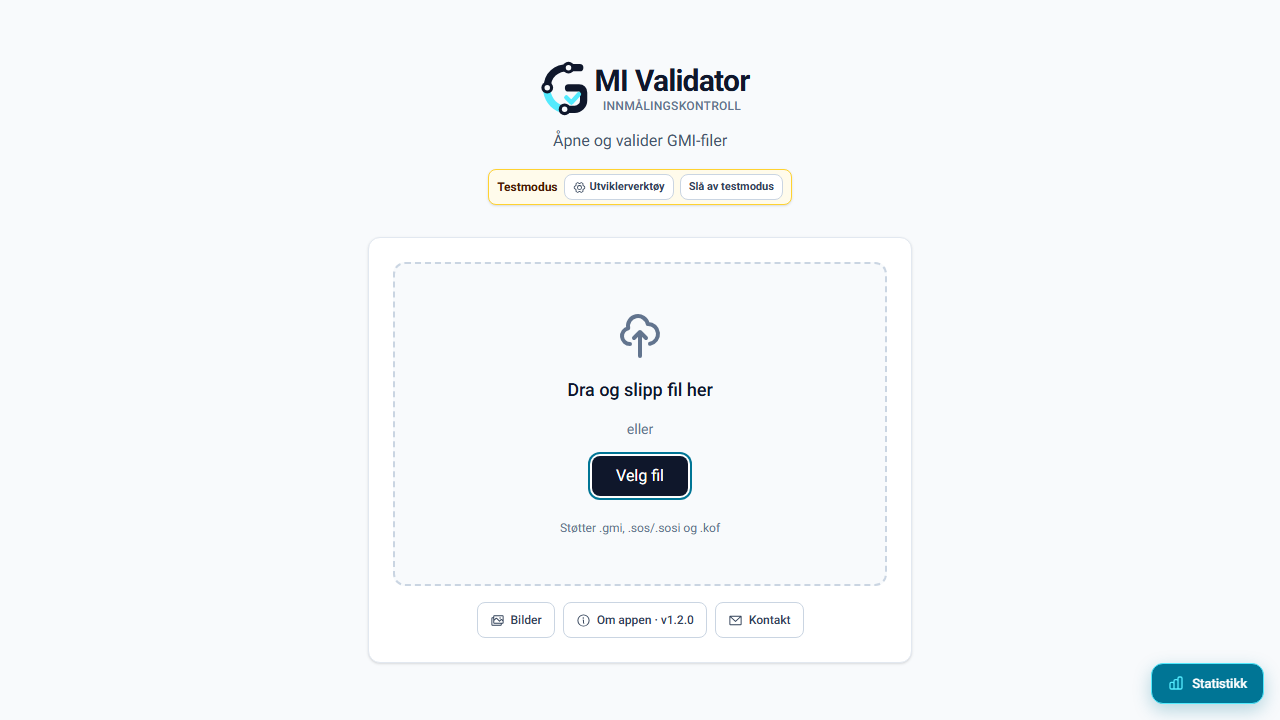 MI Validator
INNMÅLINGSKONTROLL
Åpne og valider GMI-filer
Testmodus Utviklerverktøy Slå av testmodus
Dra og slipp fil her
eller
Velg fil
Støtter .gmi, .sos/.sosi og .kof
Bilder Om appen · v1.2.0 Kontakt
Statistikk